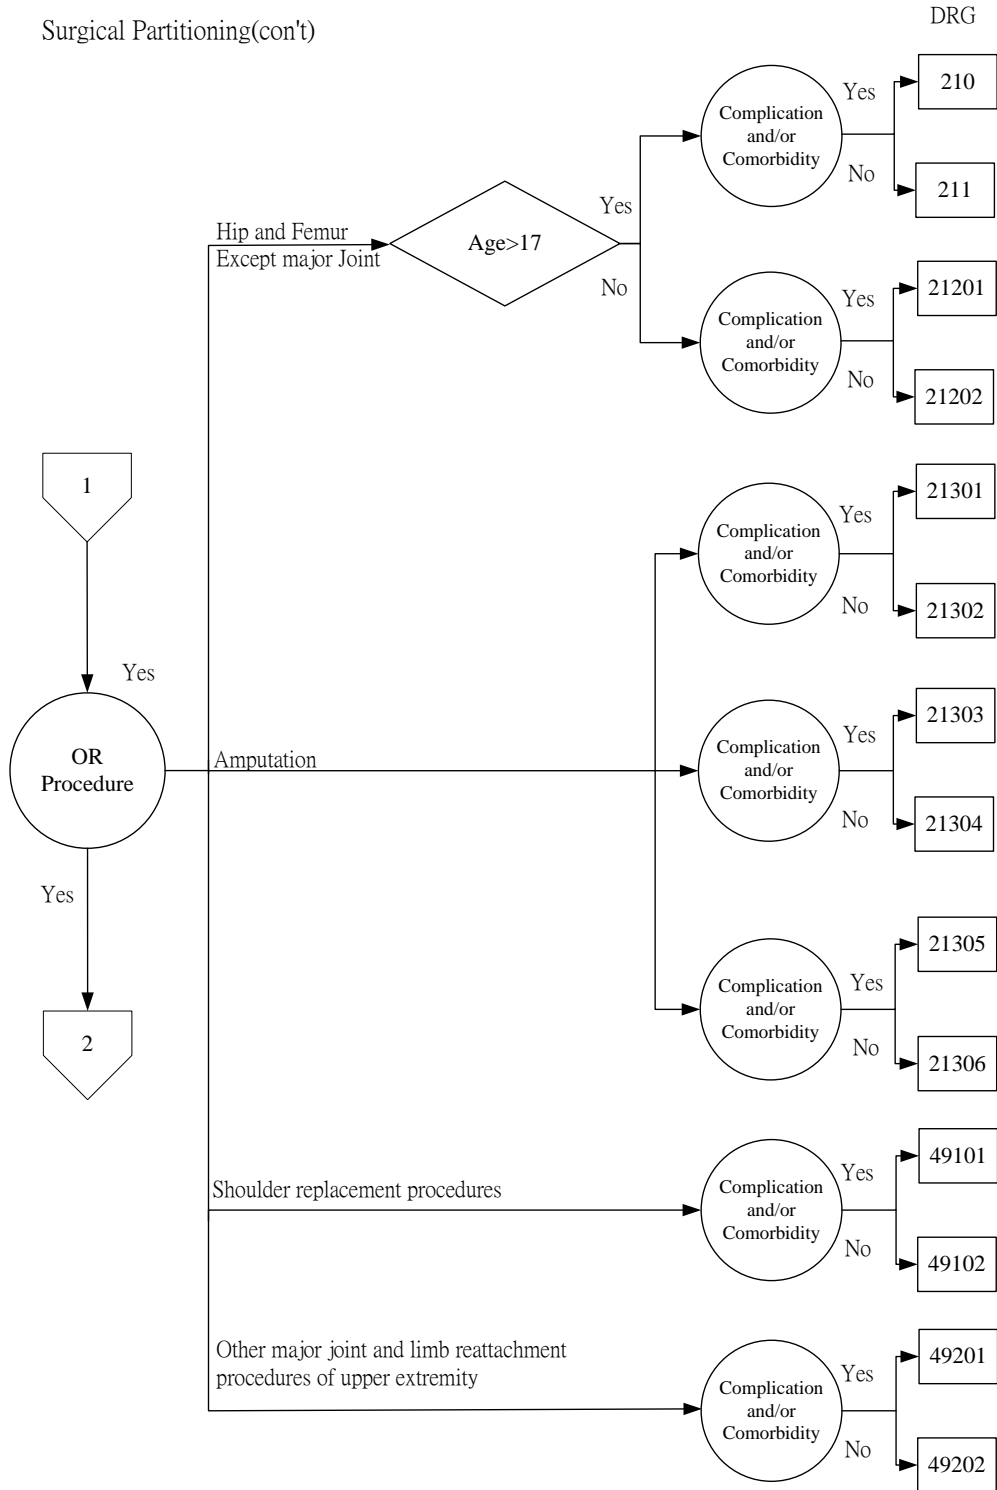 DRG
Surgical Partitioning(con't)
Complication
and/or
Comorbidity
Yes
No
210
211
Hip and Femur
Except major Joint
Age>17
Yes
No
Complication
and/or
Comorbidity
Yes
No
21201
21202
1
Yes
OR
Procedure
Yes
2
Amputation
Complication
and/or
Comorbidity
Yes
No
21301
21302
Complication
and/or
Comorbidity
Yes
No
21303
21304
Complication
and/or
Comorbidity
Yes
No
21305
21306
Shoulder replacement procedures
Complication
and/or
Comorbidity
Yes
No
49101
49102
Other major joint and limb reattachment
procedures of upper extremity
Complication
and/or
Comorbidity
Yes
No
49201
49202